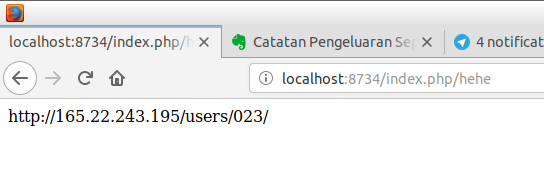 localhost:8734/index.php/h
Catatan Pengeluaran Sep
4 notificat
localhost:8734/index.php/hehe
http://165.22.243.195/users/023/